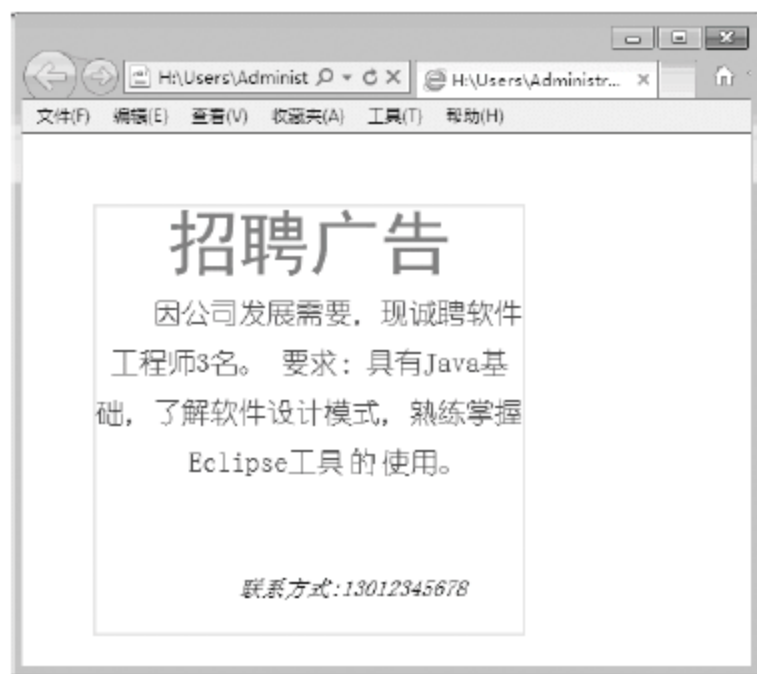 H:\Users\Administ
H:\Users\Administr...
文件(F) 编辑(E) 查看(V) 收藏夹(A) 工具(T) 帮助(H)
招聘广告
因公司发展需要，现诚聘软件
工程师3名。 要求：具有Java基
础，了解软件设计模式，熟练掌握
Eclipse工具的使用。
联系方式:13012345678